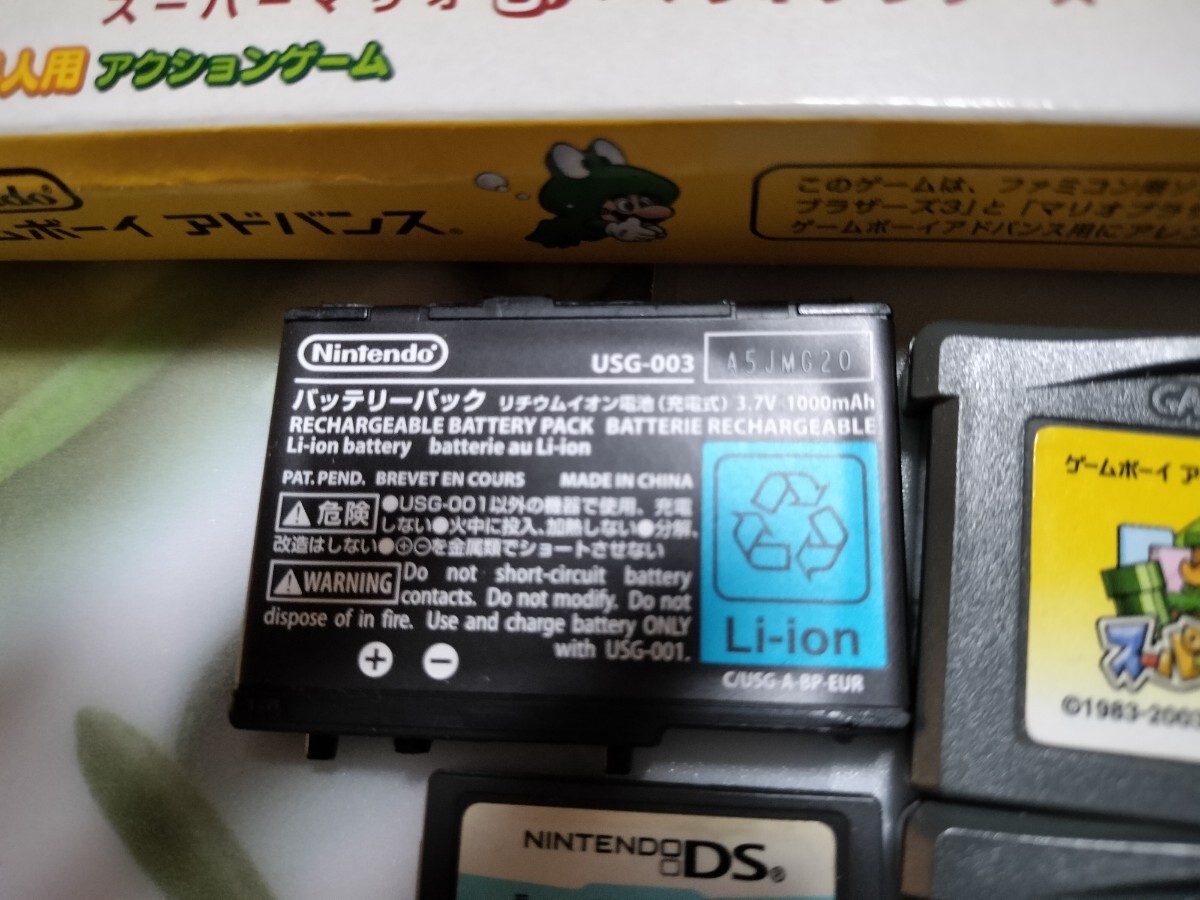 人用 アクションゲーム
ゲームボーイ アドバンス®
このゲームは、ファミコン用ソ
ブラザーズ3」と「マリオブラ
ゲームボーイアドバンス用にアレン
Nintendo®
USG-003
A5JMG20
バッテリーパック リチウムイオン電池(充電式) 3.7V 1000mAh
RECHARGEABLE BATTERY PACK BATTERIE RECHARGEABLE
Li-ion battery batterie au Li-ion
PAT. PEND. BREVET EN COURS MADE IN CHINA
危険 ●USG-001以外の機器で使用、充電
しない●火中に投入、加熱しない●分解、
改造はしない●⊕⊖を金属類でショートさせない
WARNING Do not short-circuit battery
contacts. Do not modify. Do not
dispose of in fire. Use and charge battery ONLY
with USG-001.
+ −
Li-ion
C/USG-A-BP-EUR
GA
ゲームボーイ ア
スーパー
©1983-200
NINTENDO DS®